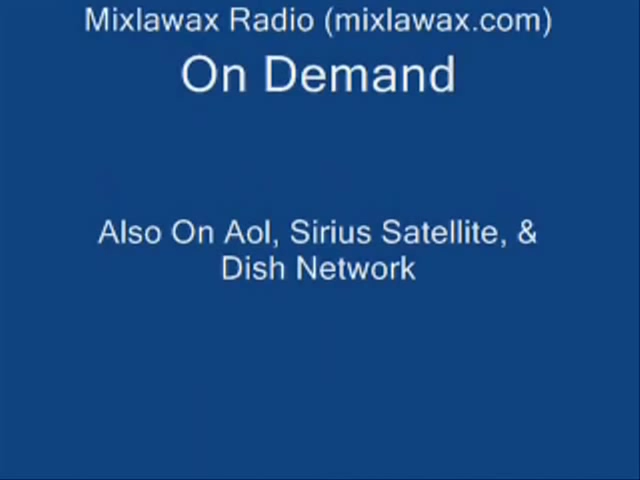 Mixlawax Radio (mixlawax.com)
On Demand
Also On Aol, Sirius Satellite, &
Dish Network